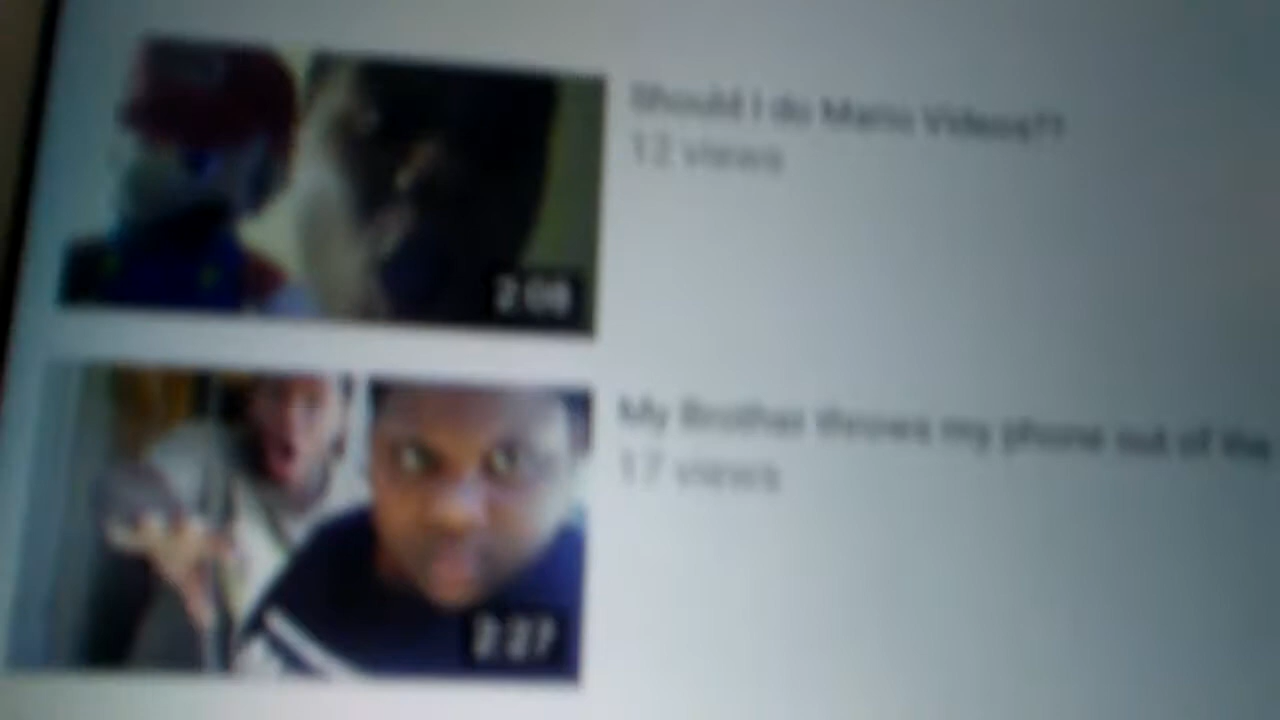 Should I do Mario Videos??
12 views
2:08
My Brother throws my phone out of the
17 views
2:27